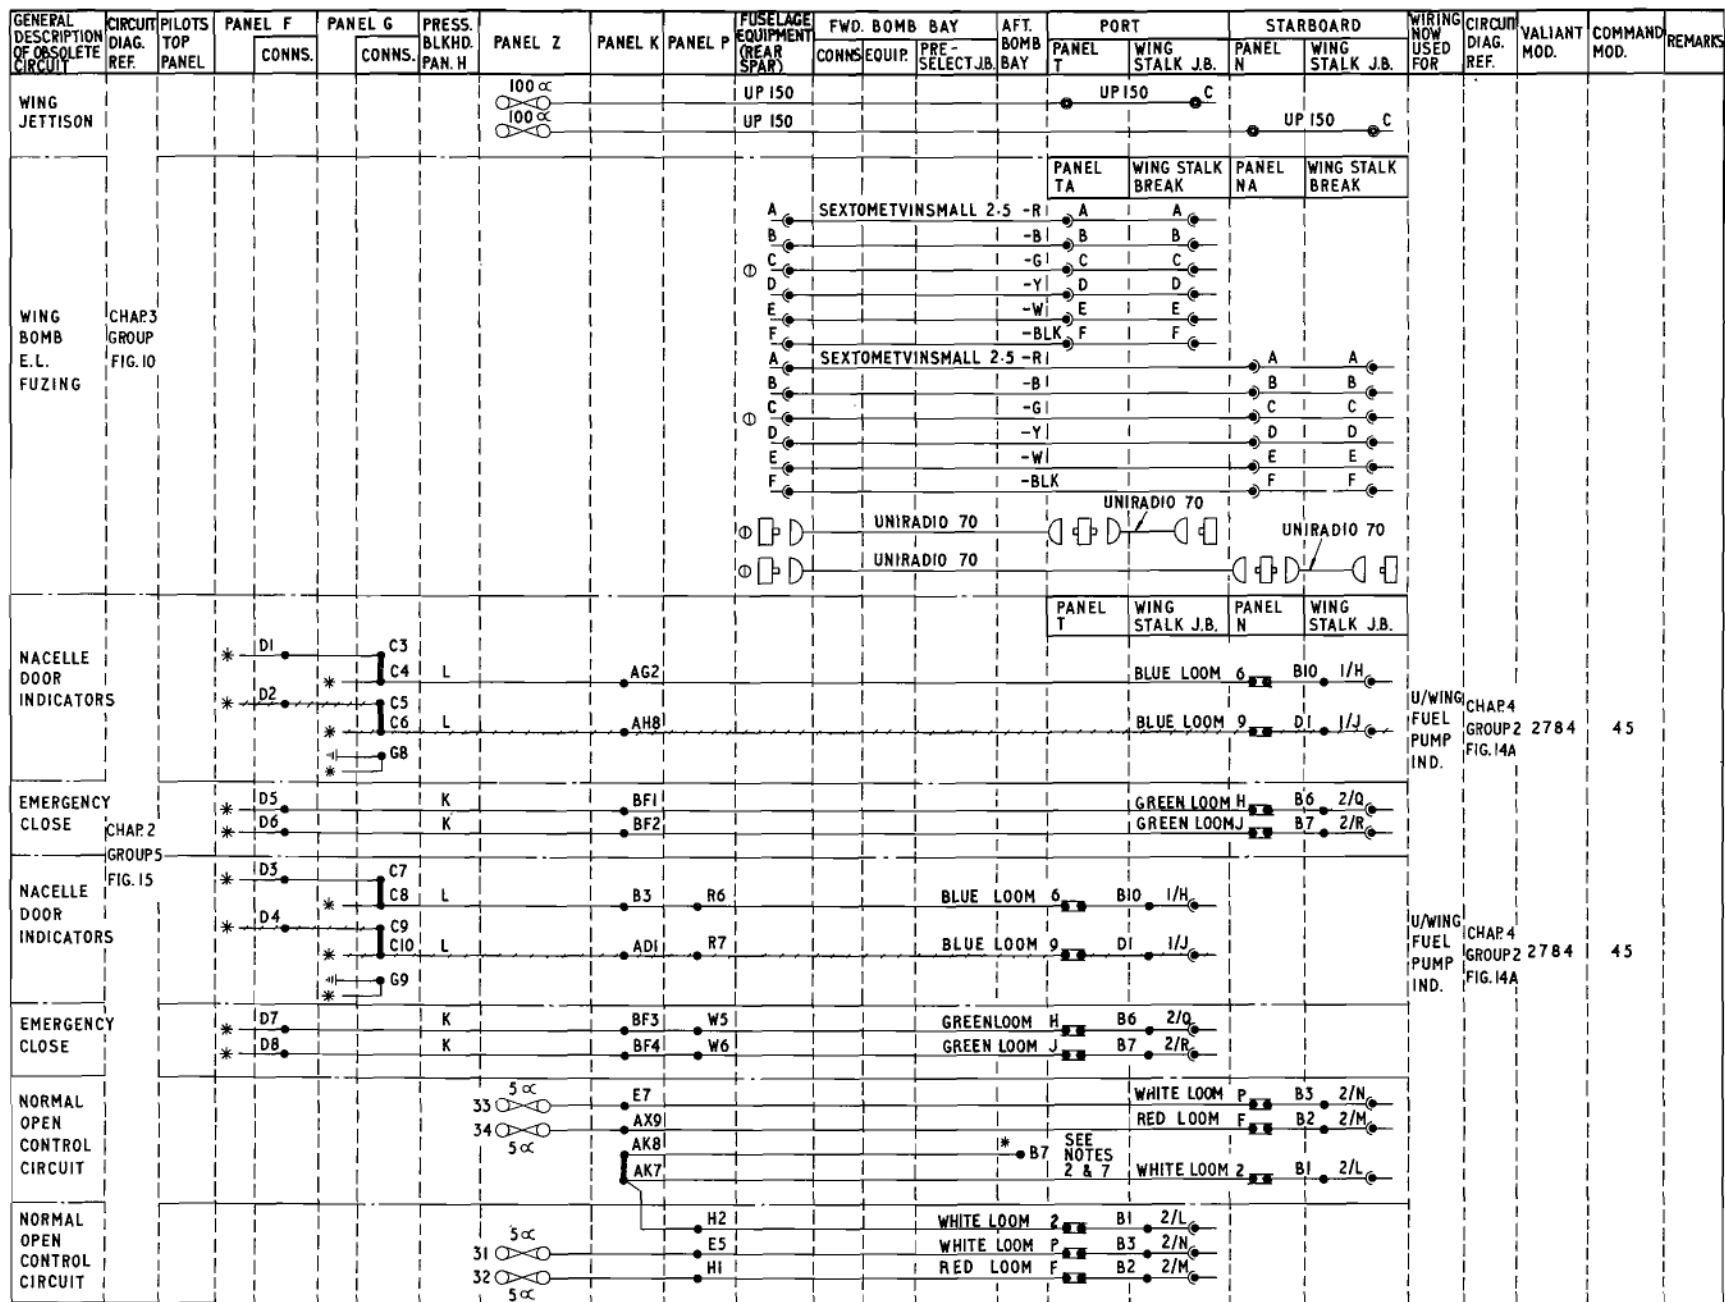 GENERAL DESCRIPTION OF OBSOLETE CIRCUIT
CIRCUIT DIAG. REF.
PILOTS TOP PANEL
PANEL F
CONNS.
PANEL G
CONNS.
PRESS. BLKHD. PAN. H
PANEL Z
PANEL K
PANEL P
FUSELAGE EQUIPMENT (REAR SPAR)
FWD. BOMB BAY
CONNS
EQUIP.
PRE-SELECT J.B.
AFT. BOMB BAY
PORT
PANEL T
WING STALK J.B.
STARBOARD
PANEL N
WING STALK J.B.
WIRING NOW USED FOR
CIRCUIT DIAG. REF.
VALIANT MOD.
COMMAND MOD.
REMARKS
WING JETTISON
100 ∝ UP 150 UP 150 C
100 ∝ UP 150 UP 150 C
PANEL TA
WING STALK BREAK
PANEL NA
WING STALK BREAK
WING BOMB E.L. FUZING
CHAP.3 GROUP FIG.10
A SEXTOMETVINSMALL 2·5 -R A A
B -B B B
C -G C C
D -Y D D
E -W E E
F -BLK F F
A SEXTOMETVINSMALL 2·5 -R A A
B -B B B
C -G C C
D -Y D D
E -W E E
F -BLK F F
UNIRADIO 70 UNIRADIO 70
UNIRADIO 70 UNIRADIO 70
PANEL T
WING STALK J.B.
PANEL N
WING STALK J.B.
NACELLE DOOR INDICATORS
* D1 C3
* C4 L AG2 BLUE LOOM 6 B10 1/H
* D2 C5
* C6 L AH8 BLUE LOOM 9 D1 1/J
G8
*
U/WING FUEL PUMP IND.
CHAP.4 GROUP2 FIG.14A
2784
45
EMERGENCY CLOSE
* D5 K BF1 GREEN LOOM H B6 2/Q
* D6 K BF2 GREEN LOOM J B7 2/R
CHAP.2 GROUP5 FIG.15
NACELLE DOOR INDICATORS
* D3 C7
* C8 L B3 R6 BLUE LOOM 6 B10 1/H
* D4 C9
* C10 L AD1 R7 BLUE LOOM 9 D1 1/J
G9
*
U/WING FUEL PUMP IND.
CHAP.4 GROUP2 FIG.14A
2784
45
EMERGENCY CLOSE
* D7 K BF3 W5 GREENLOOM H B6 2/Q
* D8 K BF4 W6 GREEN LOOM J B7 2/R
NORMAL OPEN CONTROL CIRCUIT
33 5 ∝ E7 WHITE LOOM P B3 2/N
34 5 ∝ AX9 RED LOOM F B2 2/M
AK8 * B7
SEE NOTES 2 & 7
AK7 WHITE LOOM 2 B1 2/L
NORMAL OPEN CONTROL CIRCUIT
H2 WHITE LOOM 2 B1 2/L
31 5 ∝ E5 WHITE LOOM P B3 2/N
32 5 ∝ H1 RED LOOM F B2 2/M